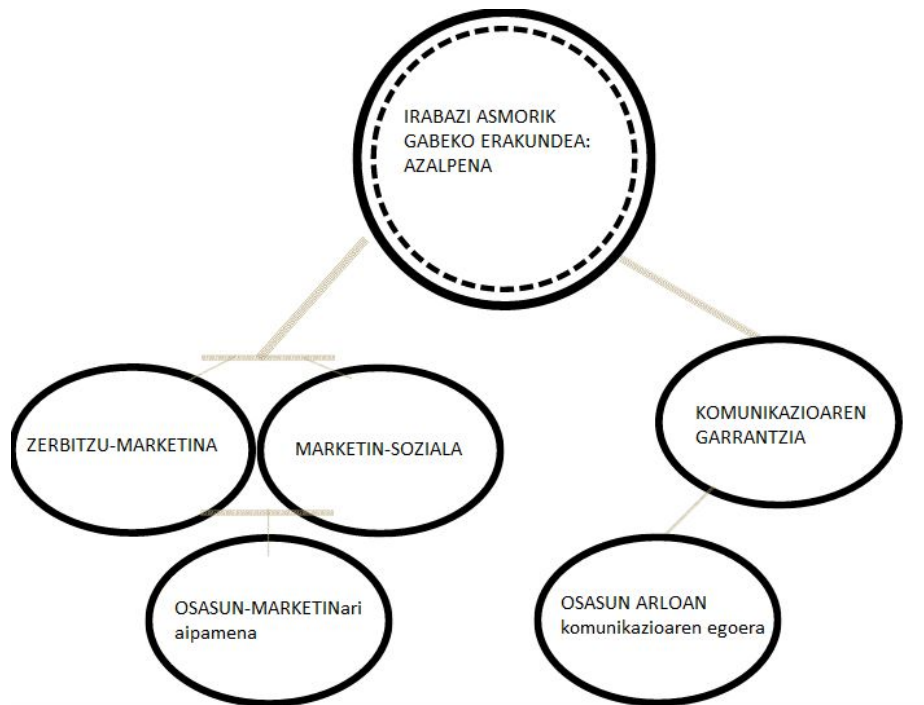 IRABAZI ASMORIK
GABEKO ERAKUNDEA:
AZALPENA
ZERBITZU-MARKETINA
MARKETIN-SOZIALA
KOMUNIKAZIOAREN
GARRANTZIA
OSASUN-MARKETINari
aipamena
OSASUN ARLOAN
komunikazioaren egoera